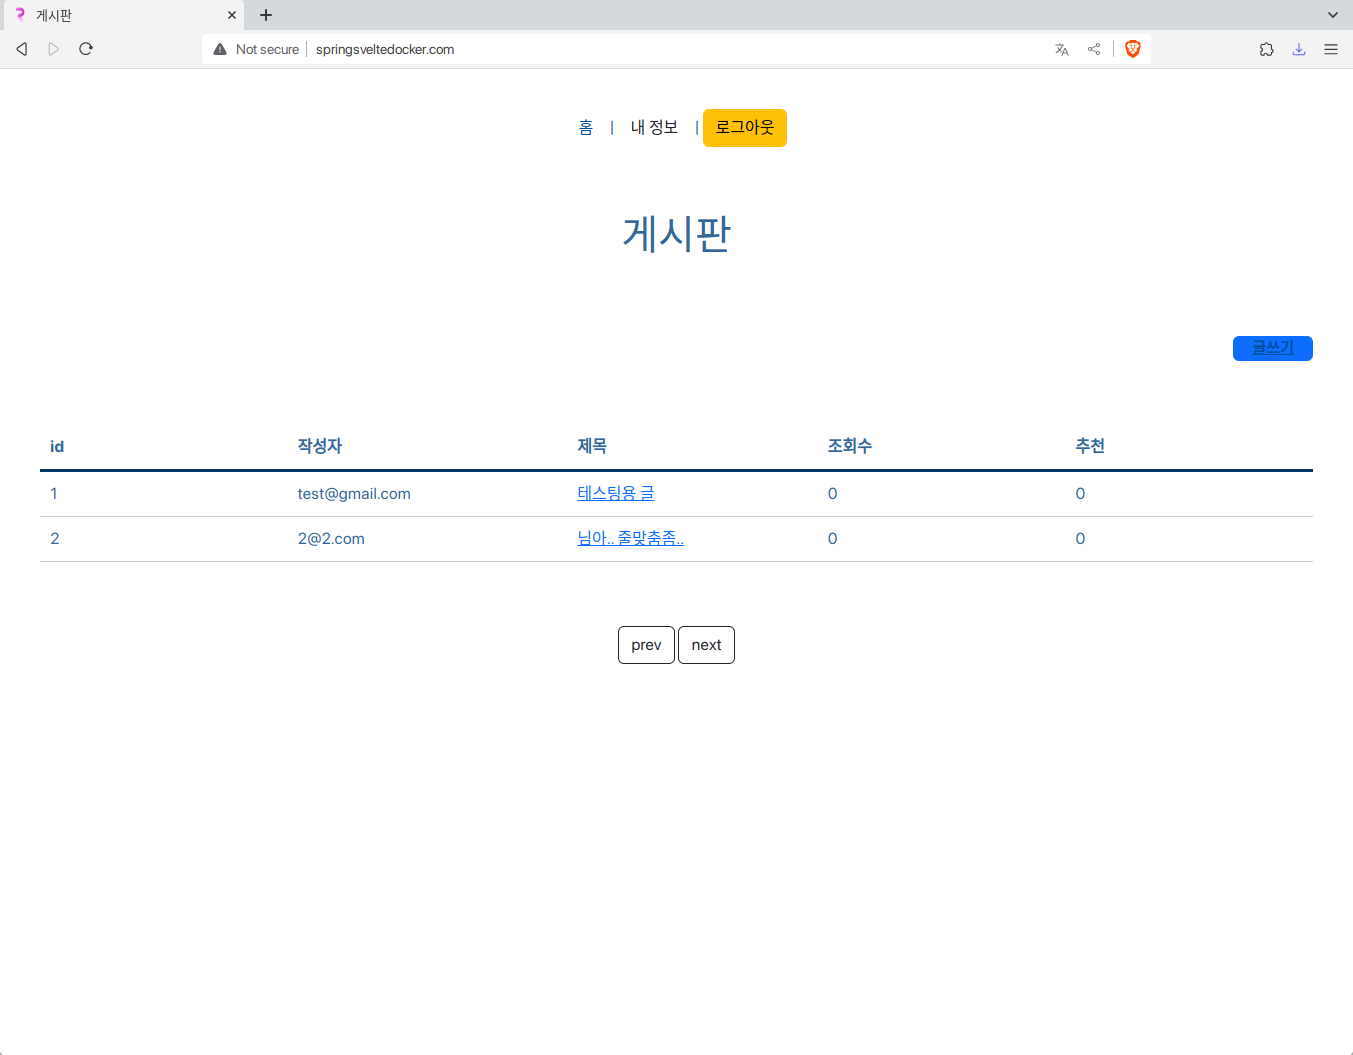 게시판
Not secure springsveltedocker.com
홈 | 내 정보 | 로그아웃
게시판
글쓰기
id 작성자 제목 조회수 추천
1 test@gmail.com 테스팅용 글 0 0
2 2@2.com 님아.. 줄맞춤좀.. 0 0
prev next